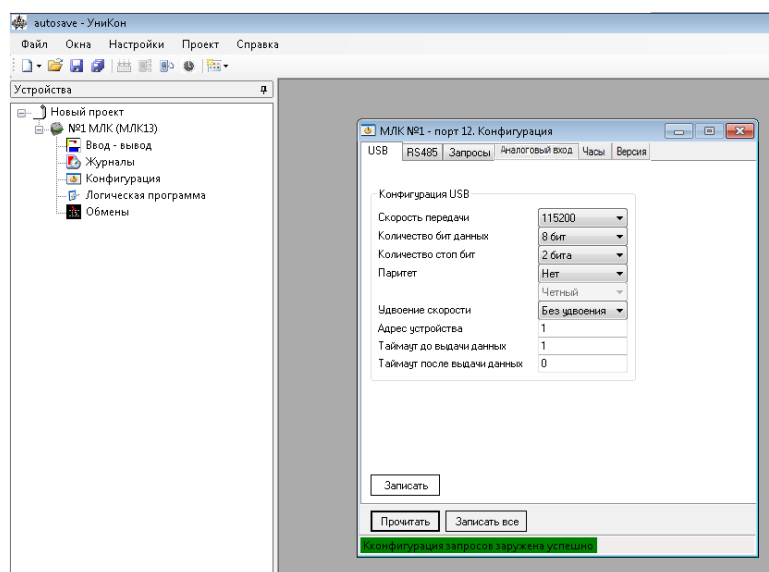 autosave - УниКон
Файл Окна Настройки Проект Справка
Устройства
Новый проект
№1 МЛК (МЛК13)
Ввод - вывод
Журналы
Конфигурация
Логическая программа
Обмены
МЛК №1 - порт 12. Конфигурация
USB RS485 Запросы Аналоговый вход Часы Версия
Конфигурация USB
Скорость передачи 115200
Количество бит данных 8 бит
Количество стоп бит 2 бита
Паритет Нет
Четный
Удвоение скорости Без удвоения
Адрес устройства 1
Таймаут до выдачи данных 1
Таймаут после выдачи данных 0
Записать
Прочитать Записать все
Кконфигурация запросов заружена успешно